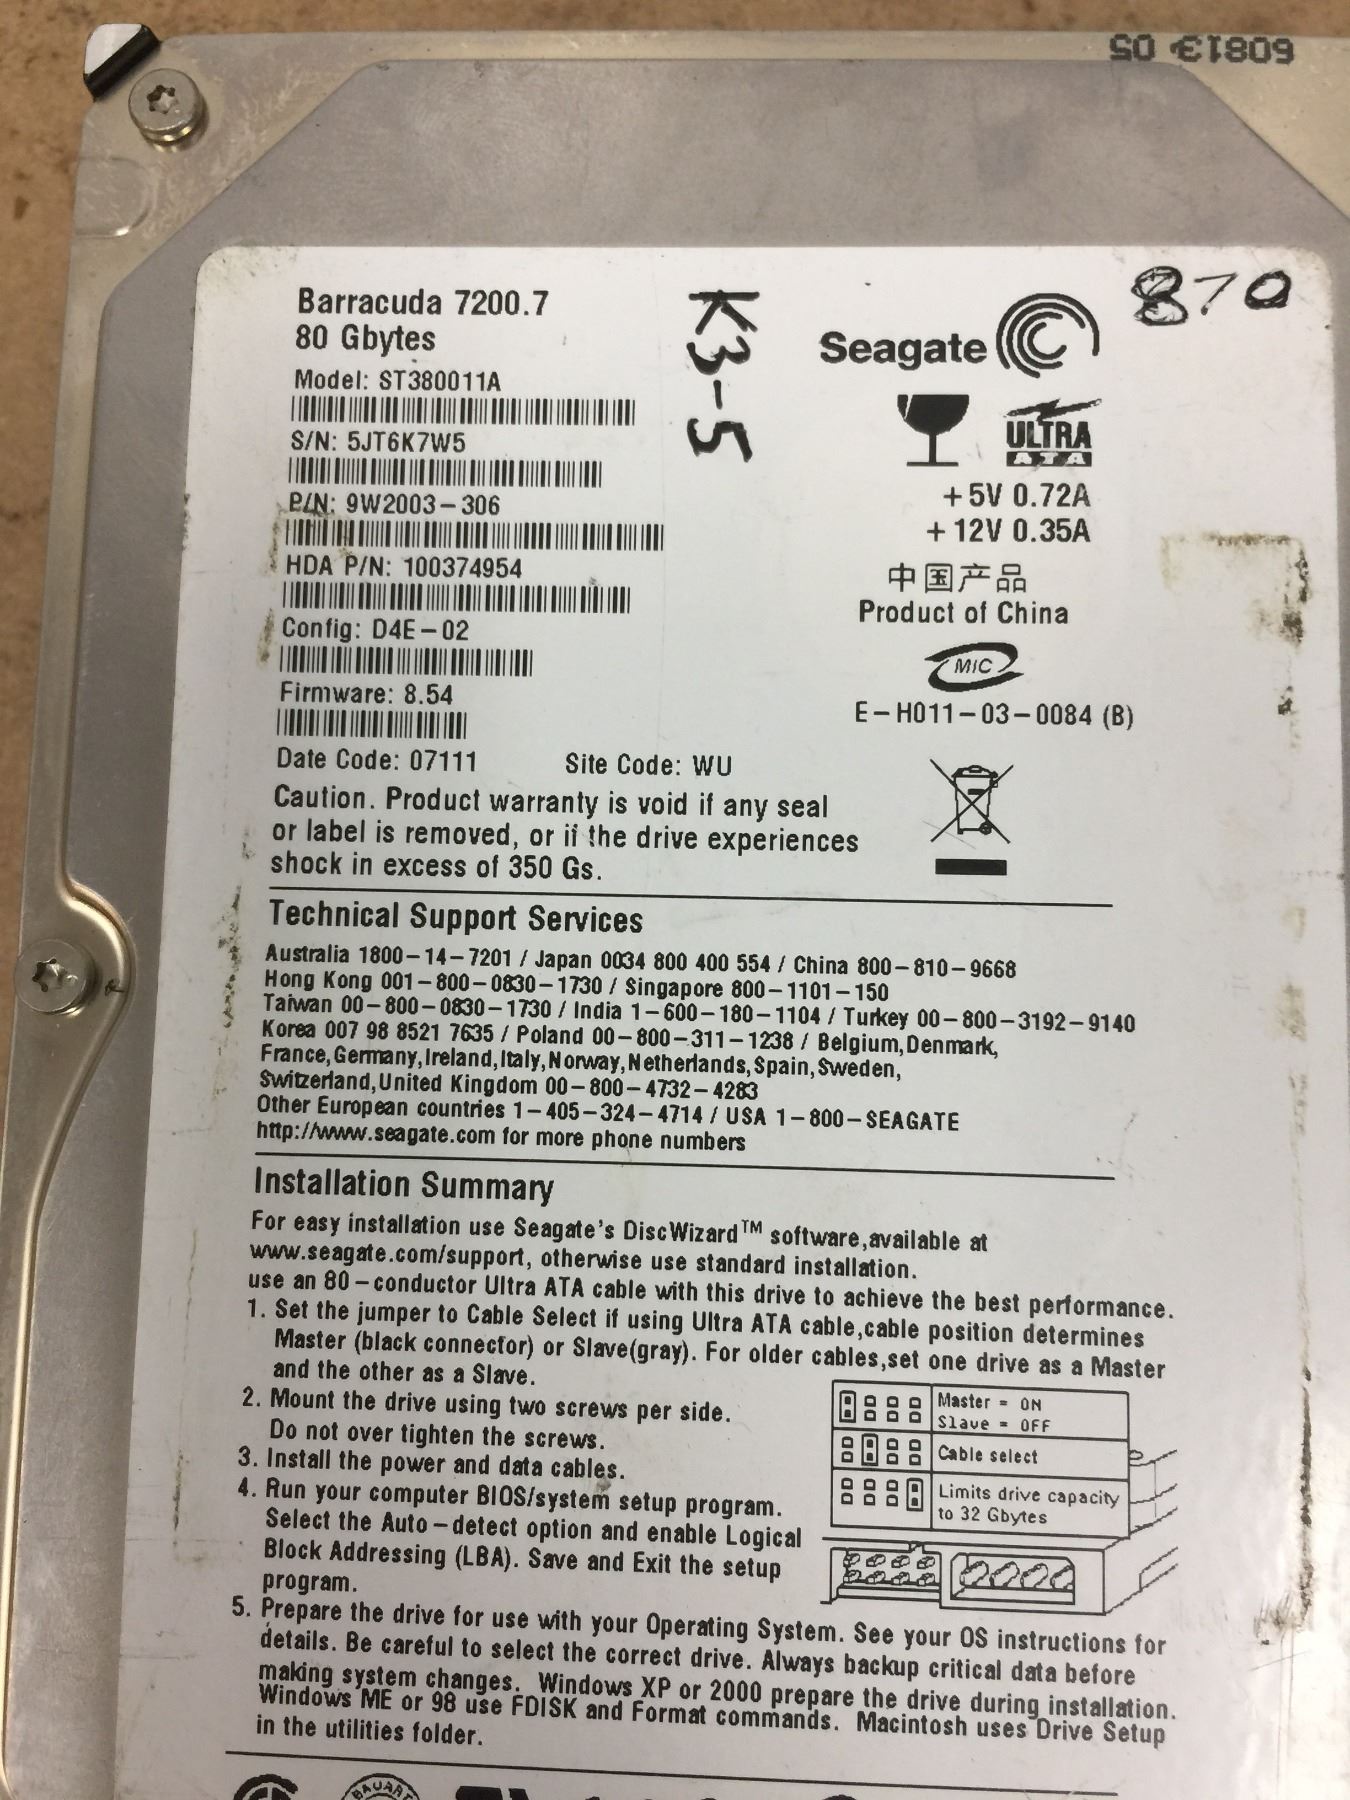 60813 05
Barracuda 7200.7
80 Gbytes
Model: ST380011A
S/N: 5JT6K7W5
P/N: 9W2003-306
HDA P/N: 100374954
Config: D4E-02
Firmware: 8.54
Date Code: 07111 Site Code: WU
K3-5
870
Seagate
ULTRA
ATA
+5V 0.72A
+12V 0.35A
中国产品
Product of China
MIC
E-H011-03-0084 (B)
Caution. Product warranty is void if any seal
or label is removed, or if the drive experiences
shock in excess of 350 Gs.
Technical Support Services
Australia 1800-14-7201 / Japan 0034 800 400 554 / China 800-810-9668
Hong Kong 001-800-0830-1730 / Singapore 800-1101-150
Taiwan 00-800-0830-1730 / India 1-600-180-1104 / Turkey 00-800-3192-9140
Korea 007 98 8521 7635 / Poland 00-800-311-1238 / Belgium,Denmark,
France,Germany,Ireland,Italy,Norway,Netherlands,Spain,Sweden,
Switzerland,United Kingdom 00-800-4732-4283
Other European countries 1-405-324-4714 / USA 1-800-SEAGATE
http://www.seagate.com for more phone numbers
Installation Summary
For easy installation use Seagate's DiscWizard™ software,available at
www.seagate.com/support, otherwise use standard installation.
use an 80-conductor Ultra ATA cable with this drive to achieve the best performance.
1. Set the jumper to Cable Select if using Ultra ATA cable,cable position determines
Master (black connector) or Slave(gray). For older cables,set one drive as a Master
and the other as a Slave.
2. Mount the drive using two screws per side.
Do not over tighten the screws.
3. Install the power and data cables.
4. Run your computer BIOS/system setup program.
Select the Auto-detect option and enable Logical
Block Addressing (LBA). Save and Exit the setup
program.
Master = ON
Slave = OFF
Cable select
Limits drive capacity
to 32 Gbytes
5. Prepare the drive for use with your Operating System. See your OS instructions for
details. Be careful to select the correct drive. Always backup critical data before
making system changes. Windows XP or 2000 prepare the drive during installation.
Windows ME or 98 use FDISK and Format commands. Macintosh uses Drive Setup
in the utilities folder.
BAUART